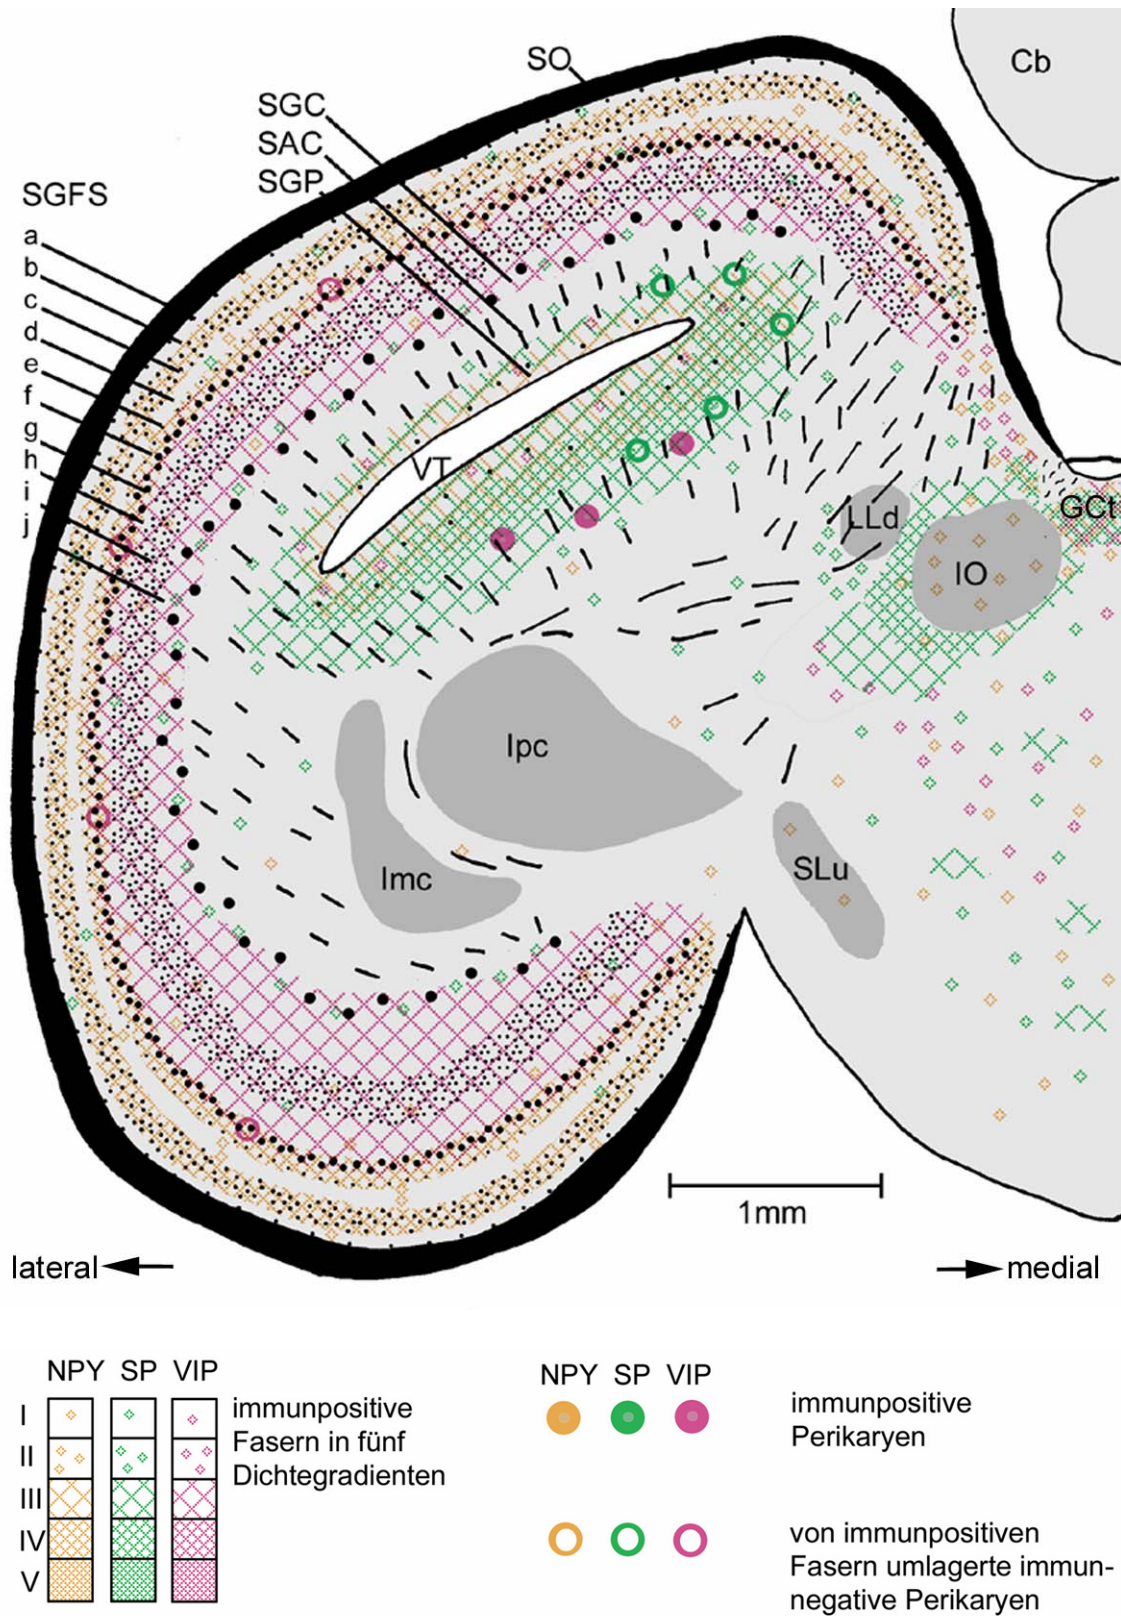 SO
Cb
SGC
SAC
SGP
SGFS
a
b
c
d
e
f
g
h
i
j
VT
LLd
GCt
IO
Ipc
Imc
SLu
1mm
lateral
medial
NPY SP VIP
I
II
III
IV
V
immunpositive
Fasern in fünf
Dichtegradienten
NPY SP VIP
immunpositive
Perikaryen
von immunpositiven
Fasern umlagerte immun-
negative Perikaryen